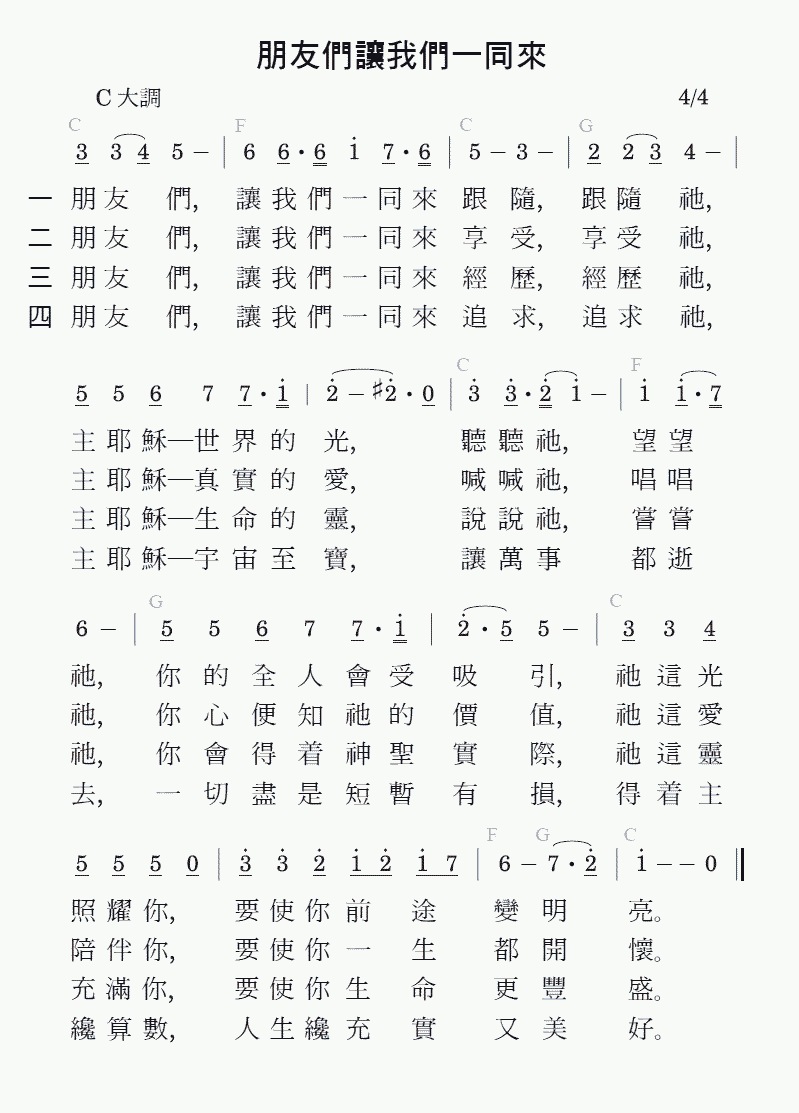 朋友們讓我們一同來
C 大調 4/4
C F C G
3 3 4 5 – | 6 6 · 6 i 7 · 6 | 5 – 3 – | 2 2 3 4 – |
一 朋友 們, 讓我們一同來 跟 隨, 跟隨 祂,
二 朋友 們, 讓我們一同來 享 受, 享受 祂,
三 朋友 們, 讓我們一同來 經 歷, 經歷 祂,
四 朋友 們, 讓我們一同來 追 求, 追求 祂,
C F
5 5 6 7 7 · i | 2̇ – ♯2̇ · 0 | 3̇ 3̇ · 2̇ i – | i i · 7
主耶穌—世界的 光, 聽聽祂, 望望
主耶穌—真實的 愛, 喊喊祂, 唱唱
主耶穌—生命的 靈, 說說祂, 嘗嘗
主耶穌—宇宙至 寶, 讓萬事 都逝
G C
6 – | 5 5 6 7 7 · i | 2̇ · 5 5 – | 3 3 4
祂, 你的全人會受 吸 引, 祂這光
祂, 你心便知祂的 價 值, 祂這愛
祂, 你會得着神聖 實 際, 祂這靈
去, 一切盡是短暫 有 損, 得着主
F G C
5 5 5 0 | 3̇ 3̇ 2̇ i 2̇ i 7 | 6 – 7 · 2̇ | i – – 0 ||
照耀你, 要使你前 途 變 明 亮。
陪伴你, 要使你一 生 都 開 懷。
充滿你, 要使你生 命 更 豐 盛。
纔算數, 人生纔充 實 又 美 好。